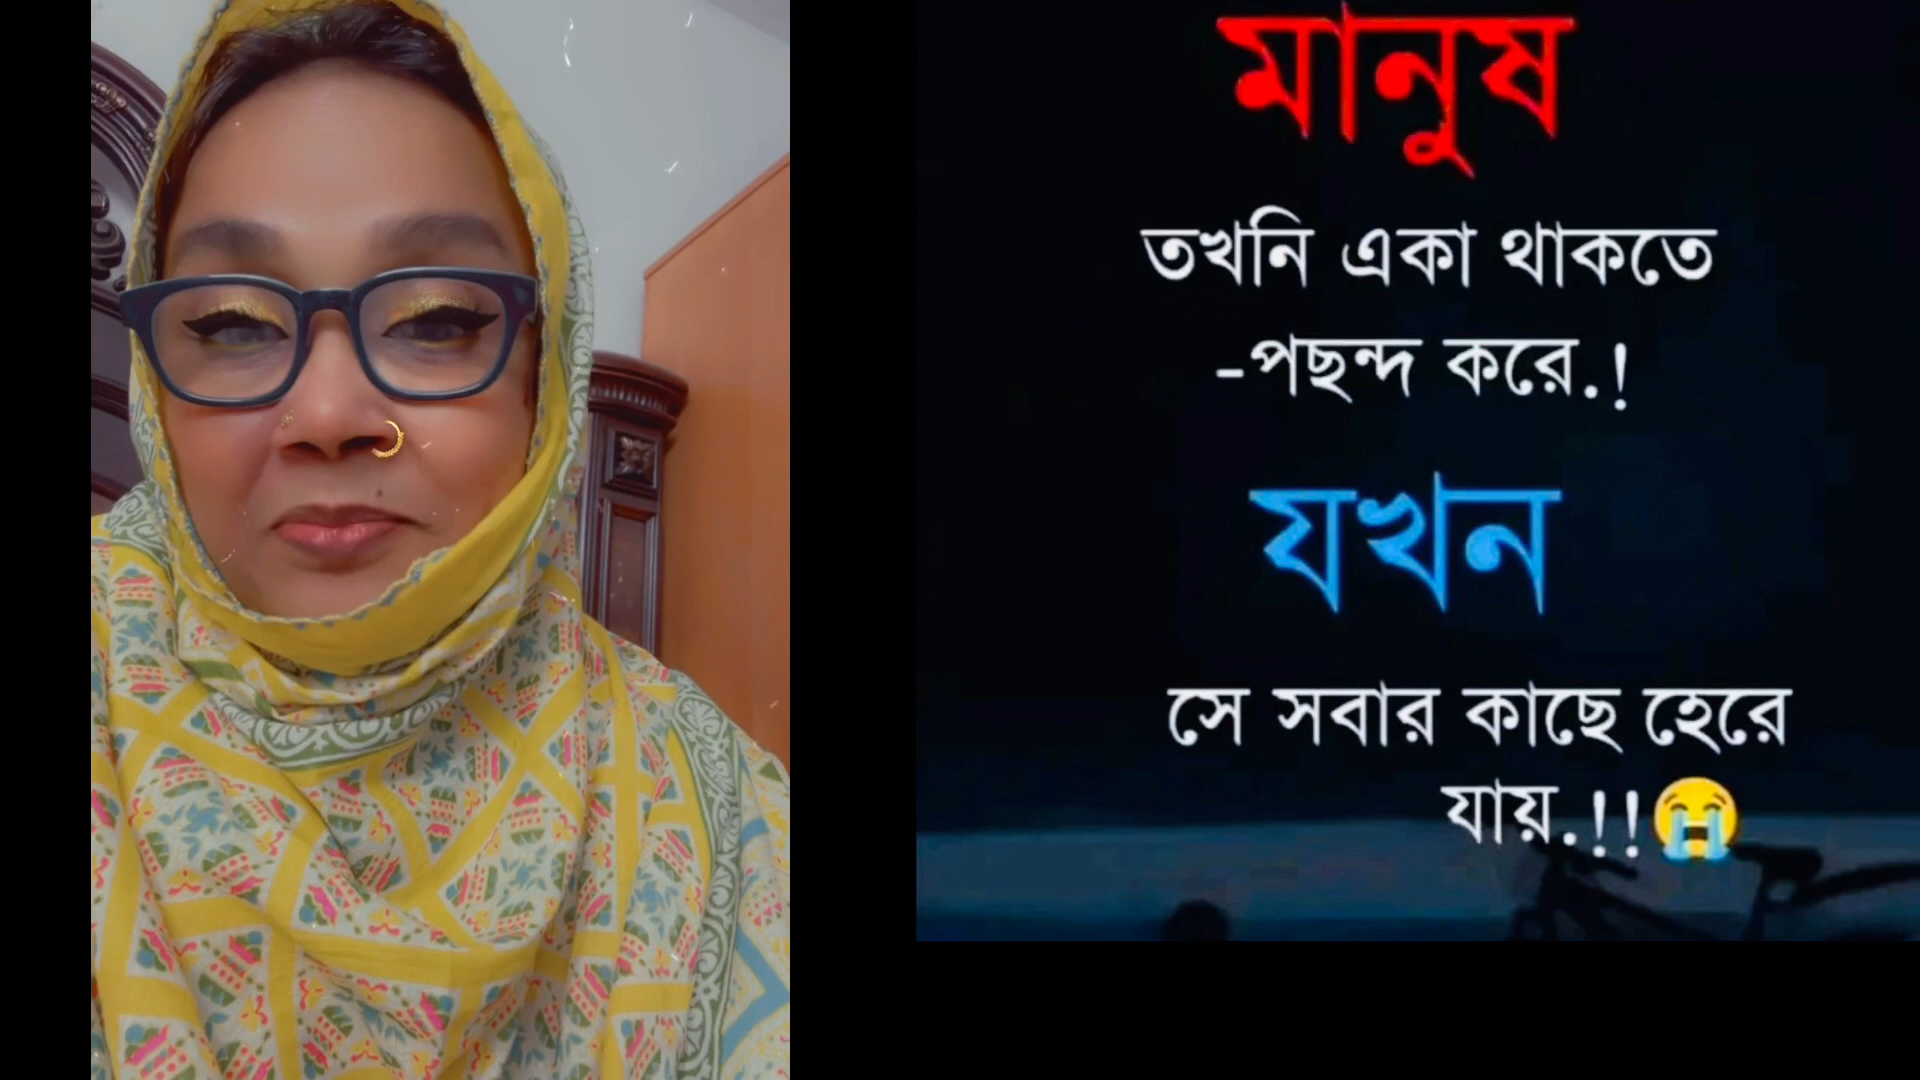 মানুষ
তখনি একা থাকতে
-পছন্দ করে.!
যখন
সে সবার কাছে হেরে
যায়.!!😭